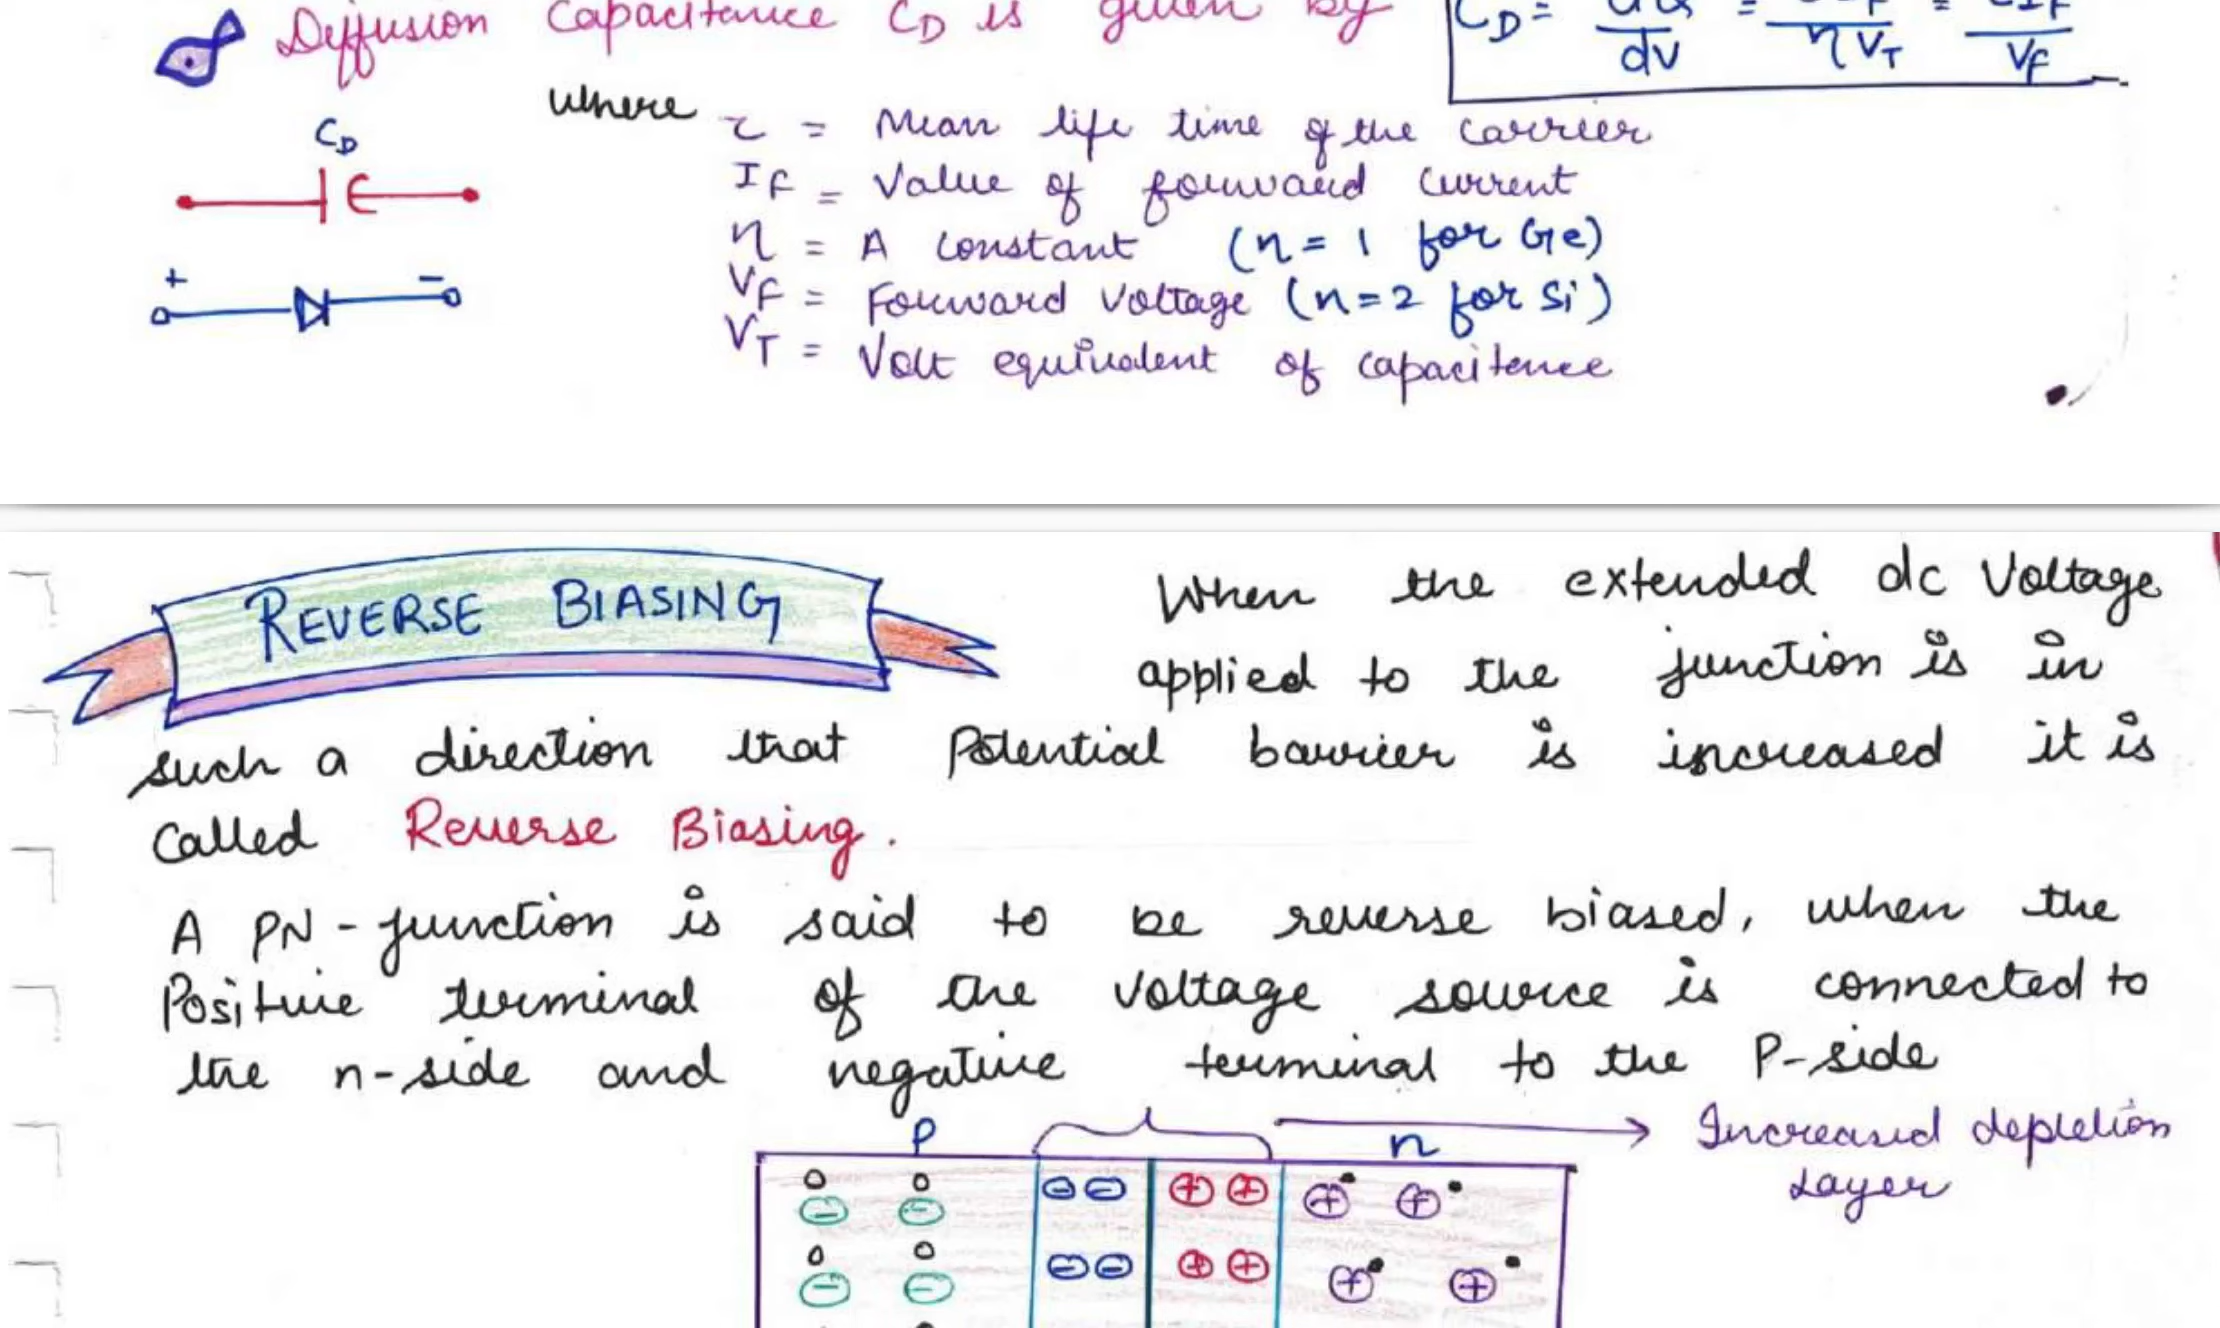 Diffusion Capacitance CD is given by
CD = dQ/dV = τIF/ηVT = τIF/VF
where
τ = Mean life time of the carrier
IF = Value of forward current
η = A constant (η = 1 for Ge)
VF = Forward Voltage (η = 2 for Si)
VT = Volt equivalent of capacitence
CD
+ −
REVERSE BIASING
When the extended dc Voltage
applied to the junction is in
such a direction that Potential barrier is increased it is
called Reverse Biasing.
A PN-junction is said to be reverse biased, when the
Positive terminal of the voltage source is connected to
the n-side and negative terminal to the P-side
P n Increased depletion
Layer